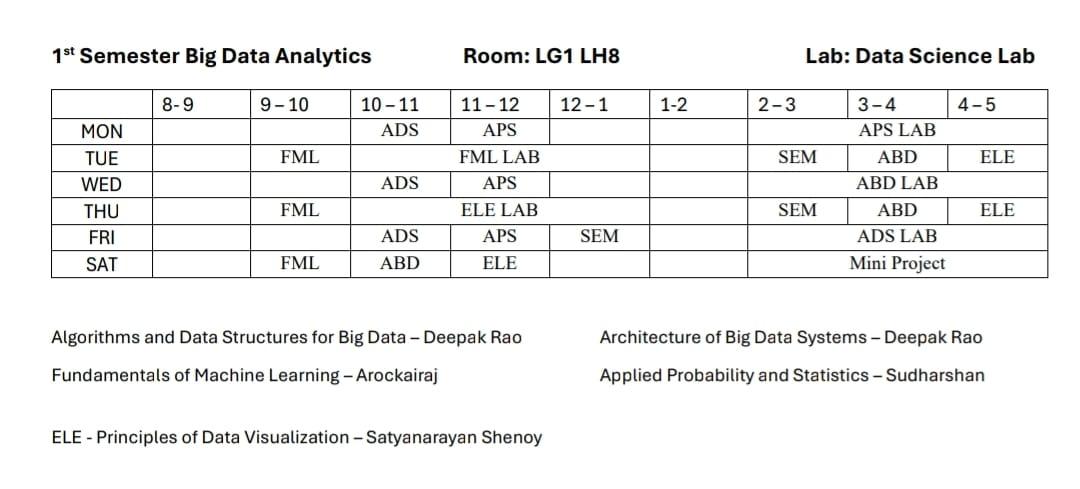 1st Semester Big Data Analytics Room: LG1 LH8 Lab: Data Science Lab
8-9 9–10 10–11 11–12 12–1 1-2 2–3 3–4 4–5
MON ADS APS APS LAB
TUE FML FML LAB SEM ABD ELE
WED ADS APS ABD LAB
THU FML ELE LAB SEM ABD ELE
FRI ADS APS SEM ADS LAB
SAT FML ABD ELE Mini Project
Algorithms and Data Structures for Big Data – Deepak Rao Architecture of Big Data Systems – Deepak Rao
Fundamentals of Machine Learning – Arockairaj Applied Probability and Statistics – Sudharshan
ELE - Principles of Data Visualization – Satyanarayan Shenoy